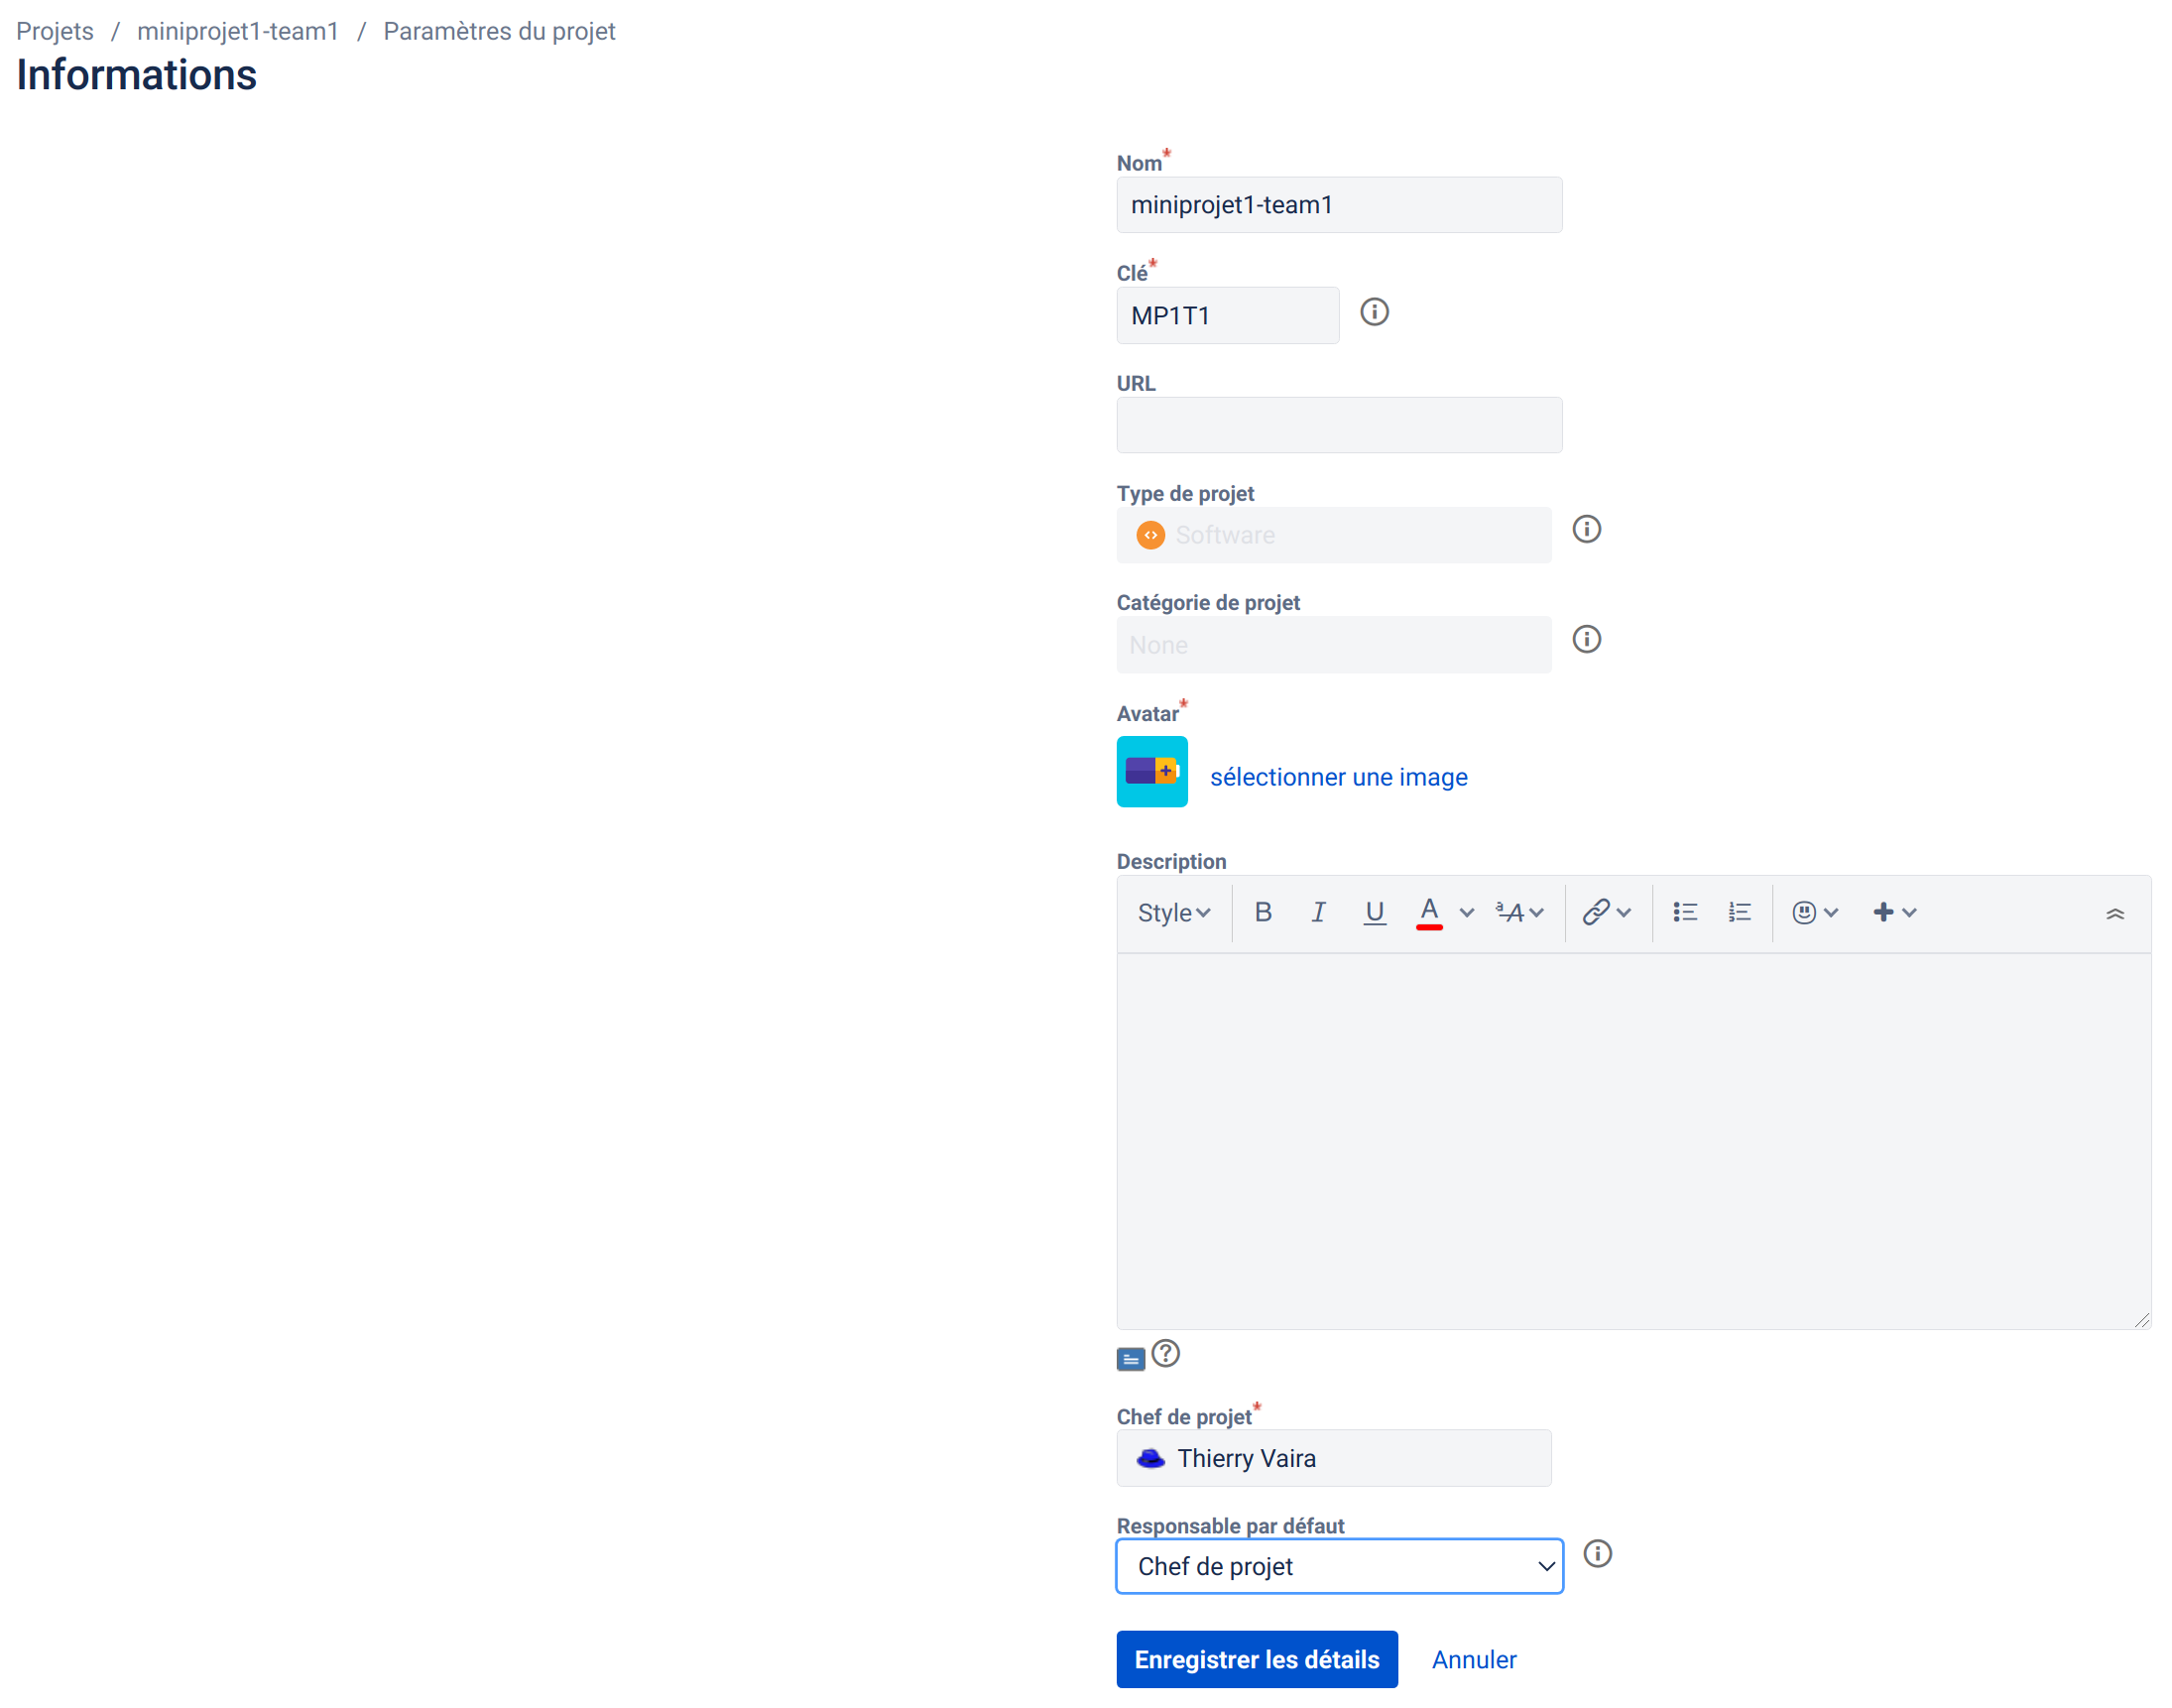 Projets / miniprojet1-team1 / Paramètres du projet
Informations
Nom*
miniprojet1-team1
Clé*
MP1T1
URL
Type de projet
Software
Catégorie de projet
None
Avatar*
sélectionner une image
Description
Style B I U A ªA
Chef de projet*
Thierry Vaira
Responsable par défaut
Chef de projet
Enregistrer les détails Annuler